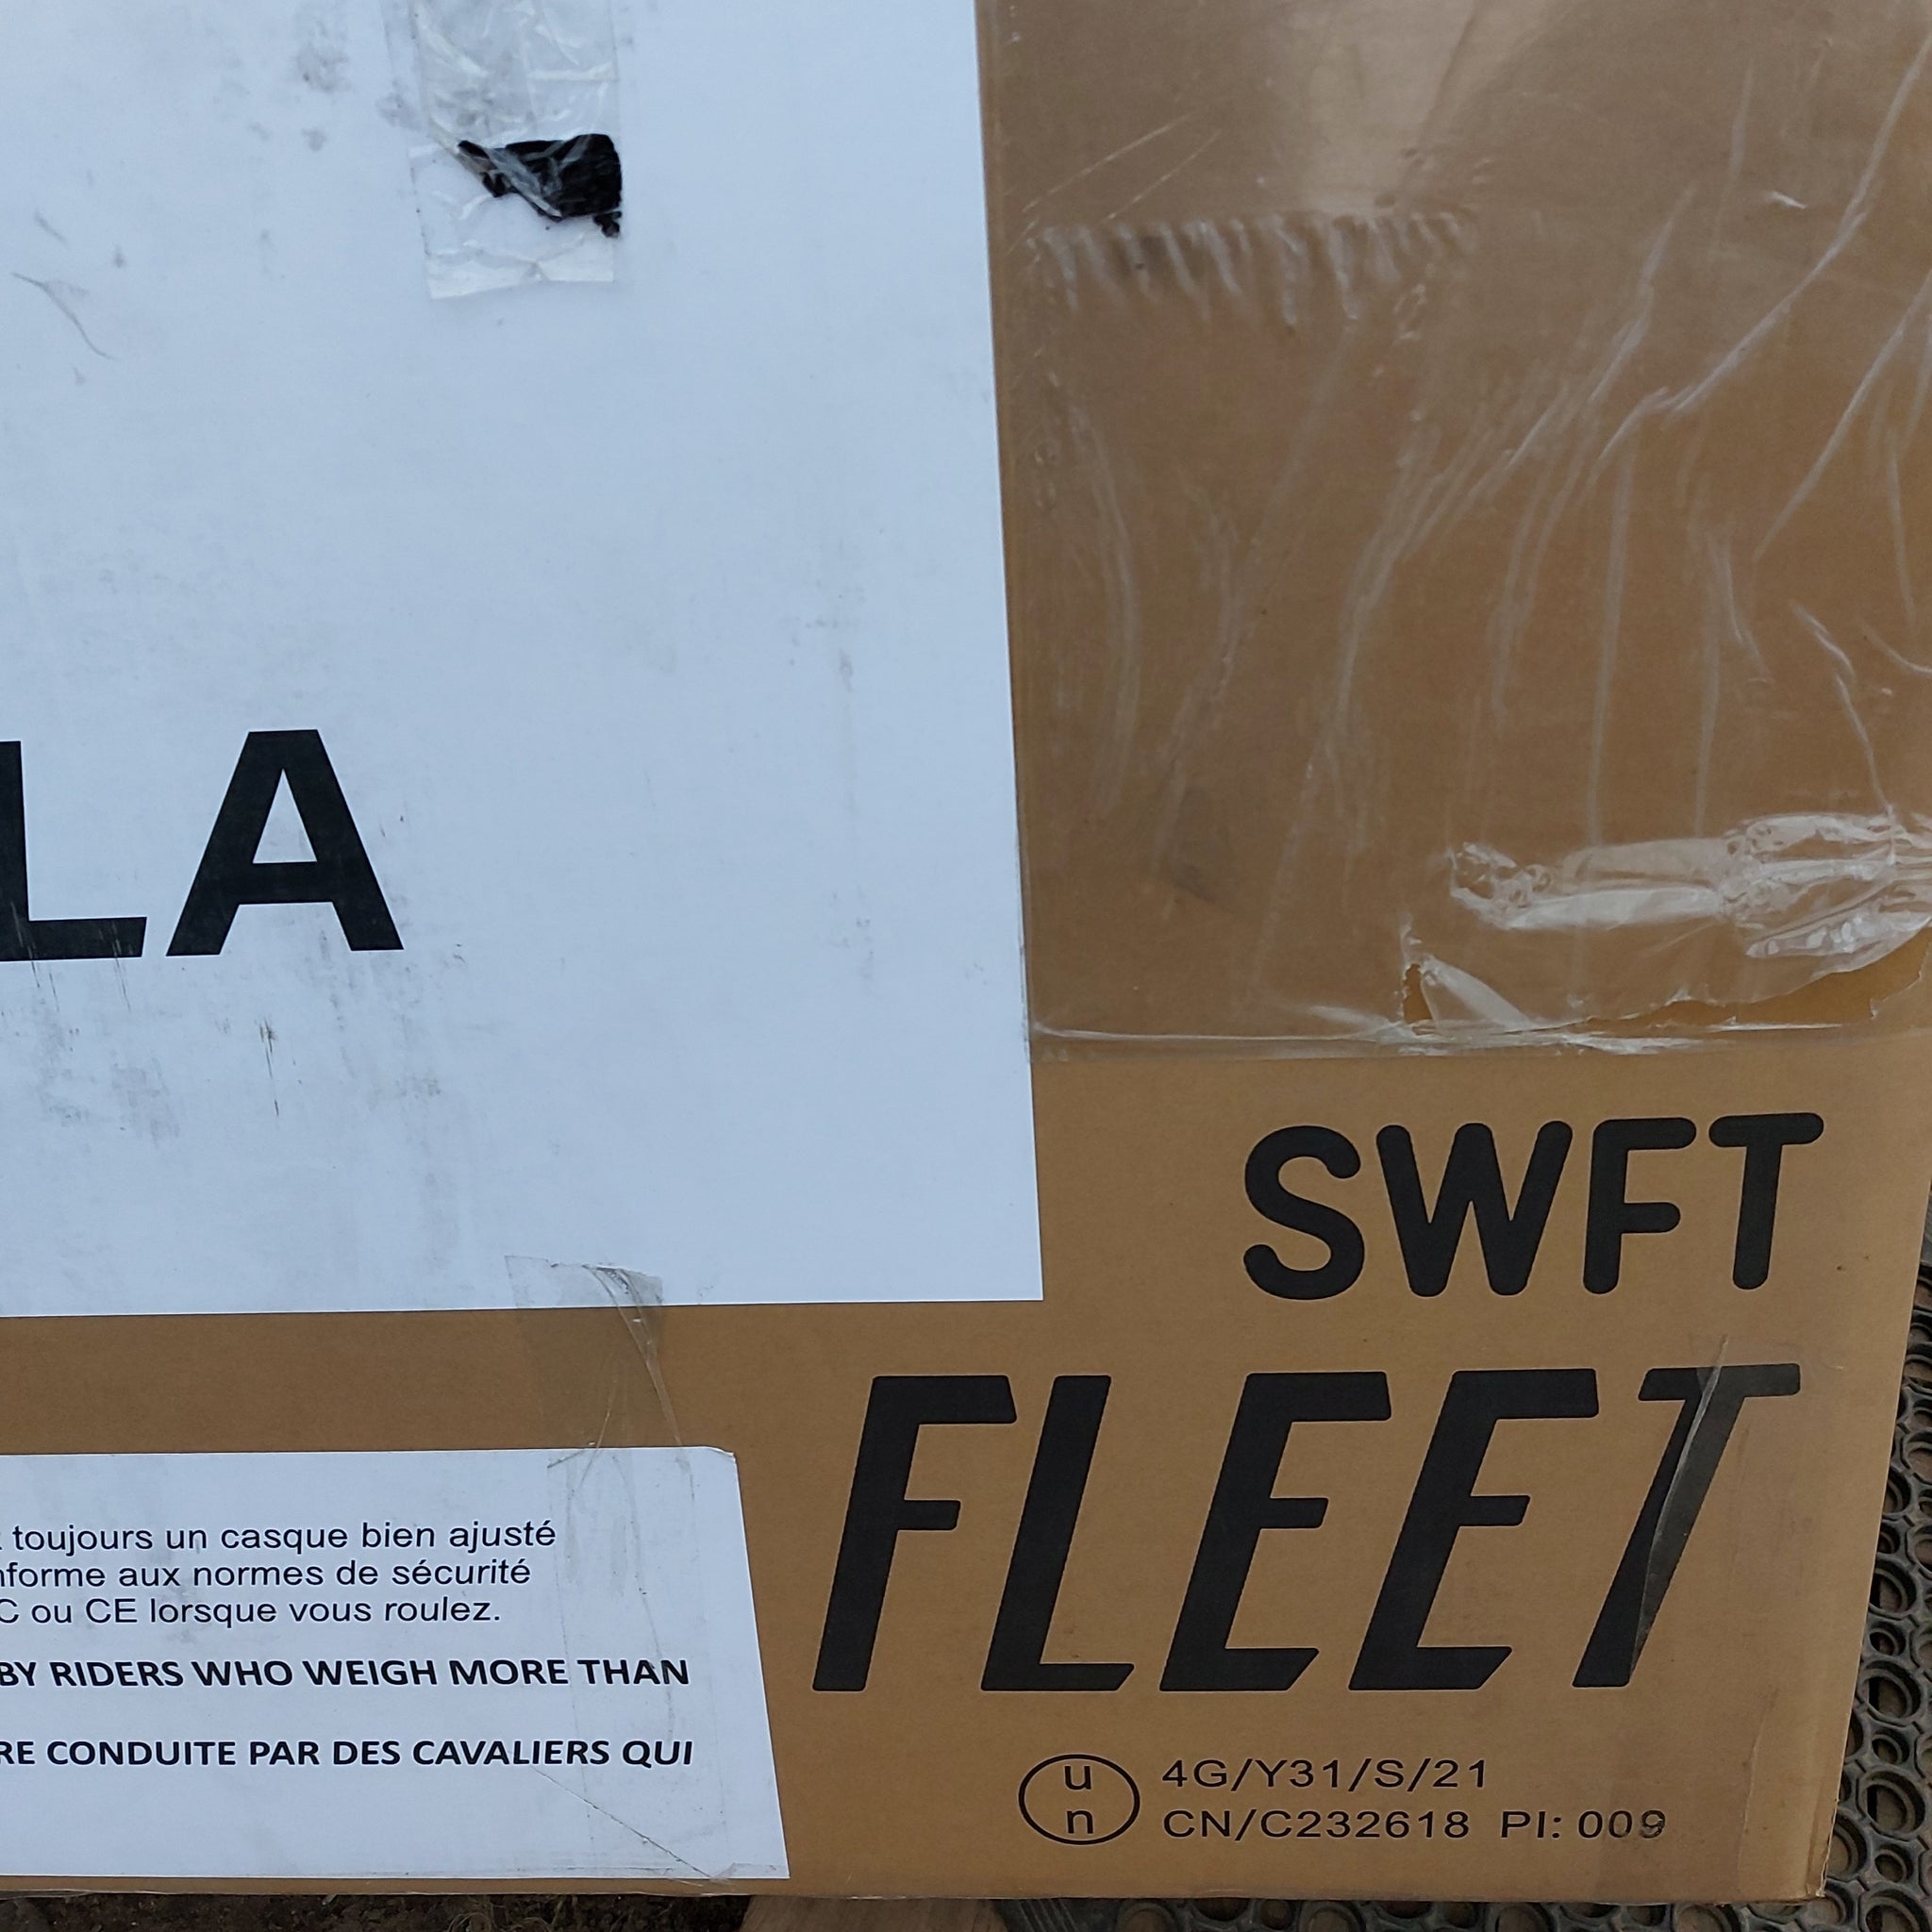 LA
SWFT
FLEET
toujours un casque bien ajusté
aux normes de sécurité
C ou CE lorsque vous roulez.
BY RIDERS WHO WEIGH MORE THAN
RE CONDUITE PAR DES CAVALIERS QUI
un 4G/Y31/S/21
CN/C232618 PI: 009